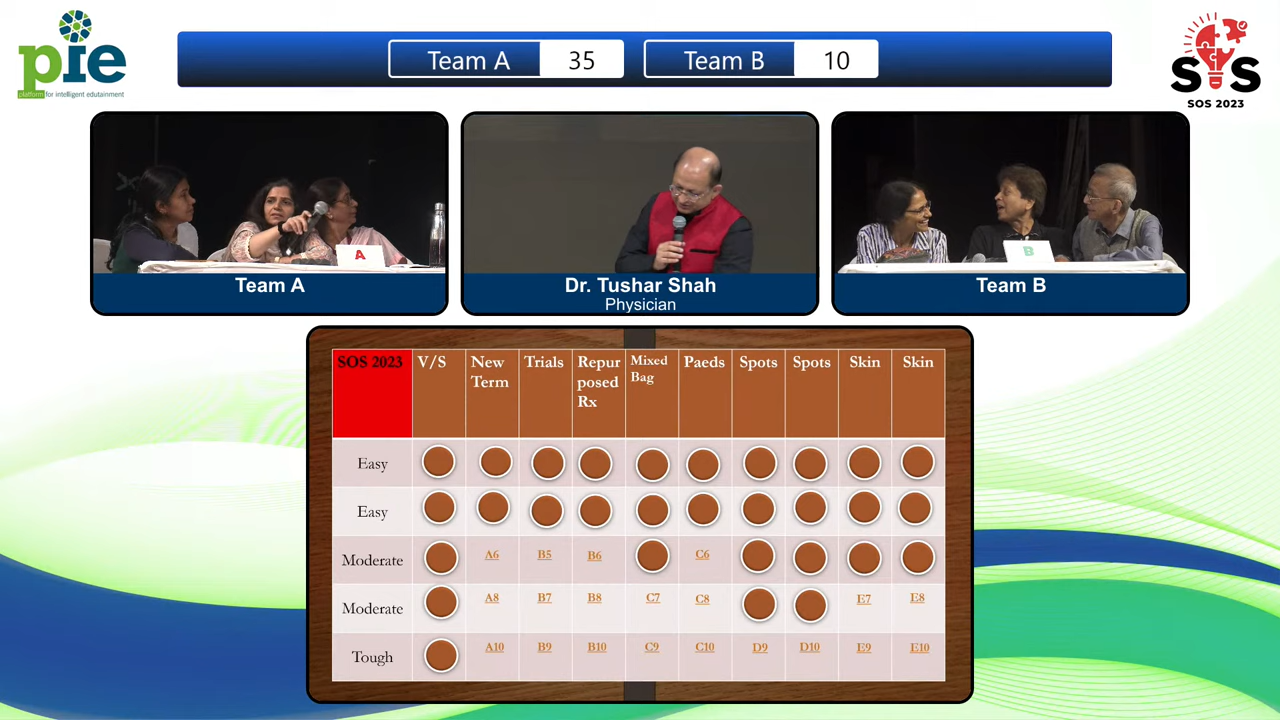 pie
platform for intelligent edutainment
Team A 35 Team B 10
SOS
SOS 2023
A
B
Team A
Dr. Tushar Shah
Physician
Team B
SOS 2023 V/S New Term Trials Repur posed Rx Mixed Bag Paeds Spots Spots Skin Skin
Easy
Easy
Moderate A6 B5 B6 C6
Moderate A8 B7 B8 C7 C8 E7 E8
Tough A10 B9 B10 C9 C10 D9 D10 E9 E10